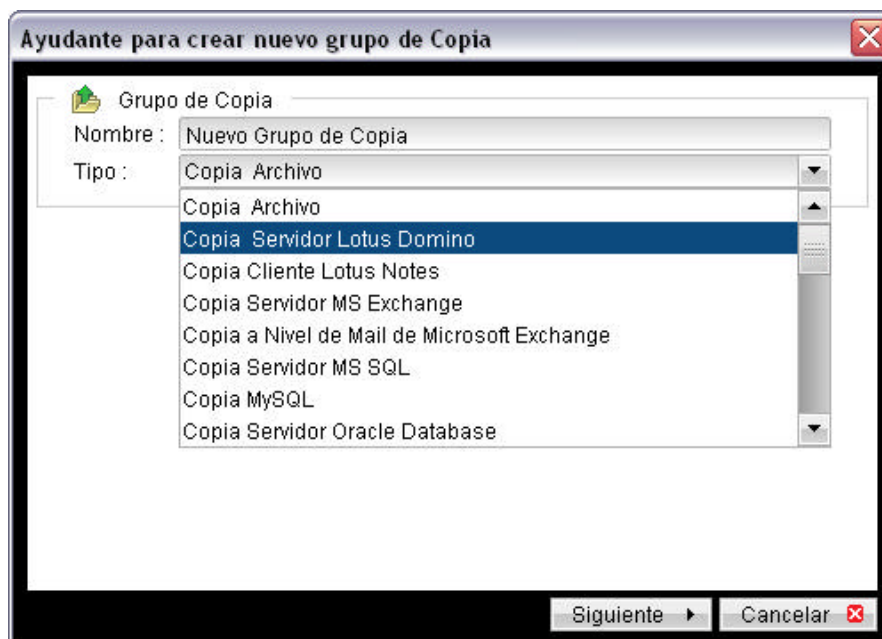 Ayudante para crear nuevo grupo de Copia
Grupo de Copia
Nombre : Nuevo Grupo de Copia
Tipo : Copia Archivo
Copia Archivo
Copia Servidor Lotus Domino
Copia Cliente Lotus Notes
Copia Servidor MS Exchange
Copia a Nivel de Mail de Microsoft Exchange
Copia Servidor MS SQL
Copia MySQL
Copia Servidor Oracle Database
Siguiente Cancelar